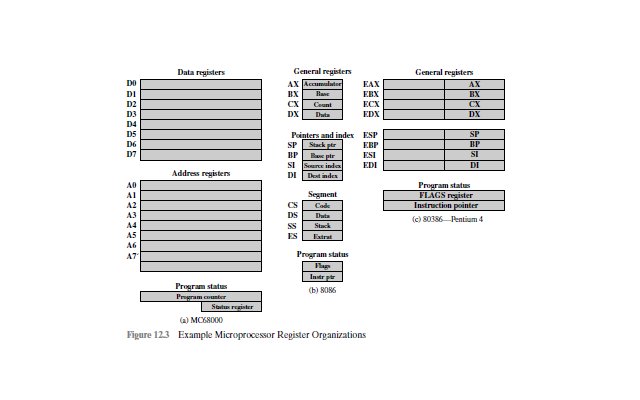 Data registers
D0
D1
D2
D3
D4
D5
D6
D7
Address registers
A0
A1
A2
A3
A4
A5
A6
A7'
Program status
Program counter
Status register
(a) MC68000
General registers
AX Accumulator
BX Base
CX Count
DX Data
Pointers and index
SP Stack ptr
BP Base ptr
SI Source index
DI Dest index
Segment
CS Code
DS Data
SS Stack
ES Extrat
Program status
Flags
Instr ptr
(b) 8086
General registers
EAX AX
EBX BX
ECX CX
EDX DX
ESP SP
EBP BP
ESI SI
EDI DI
Program status
FLAGS register
Instruction pointer
(c) 80386—Pentium 4
Figure 12.3 Example Microprocessor Register Organizations